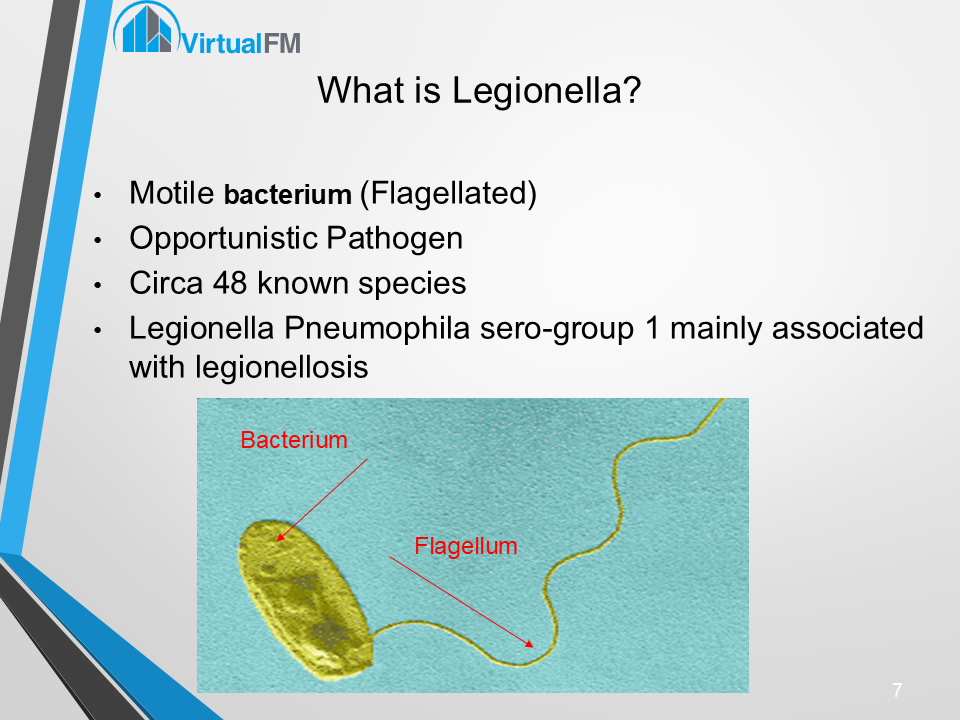 VirtualFM
What is Legionella?
• Motile bacterium (Flagellated)
• Opportunistic Pathogen
• Circa 48 known species
• Legionella Pneumophila sero-group 1 mainly associated
with legionellosis
Bacterium
Flagellum
7